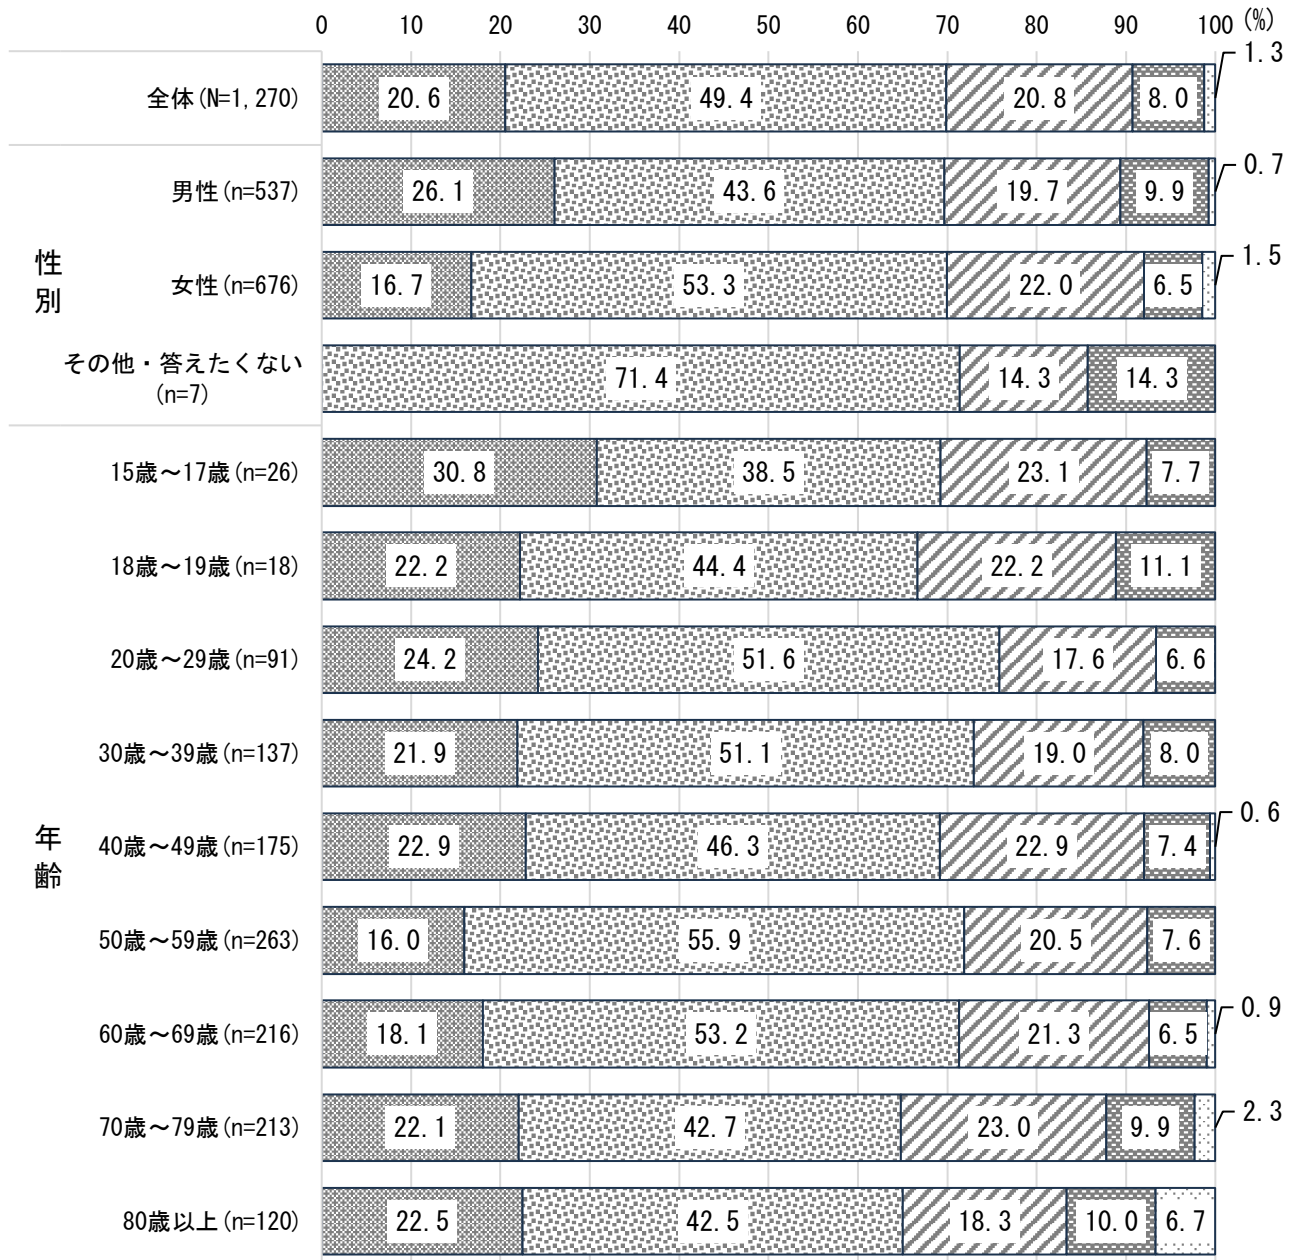 0 10 20 30 40 50 60 70 80 90 100 (%)
1.3
全体(N=1,270) 20.6 49.4 20.8 8.0
男性(n=537) 26.1 43.6 19.7 9.9 0.7
性別
女性(n=676) 16.7 53.3 22.0 6.5 1.5
その他・答えたくない
(n=7)
71.4 14.3 14.3
15歳～17歳(n=26) 30.8 38.5 23.1 7.7
18歳～19歳(n=18) 22.2 44.4 22.2 11.1
20歳～29歳(n=91) 24.2 51.6 17.6 6.6
30歳～39歳(n=137) 21.9 51.1 19.0 8.0
年齢
40歳～49歳(n=175) 22.9 46.3 22.9 7.4 0.6
50歳～59歳(n=263) 16.0 55.9 20.5 7.6
60歳～69歳(n=216) 18.1 53.2 21.3 6.5 0.9
70歳～79歳(n=213) 22.1 42.7 23.0 9.9 2.3
80歳以上(n=120) 22.5 42.5 18.3 10.0 6.7